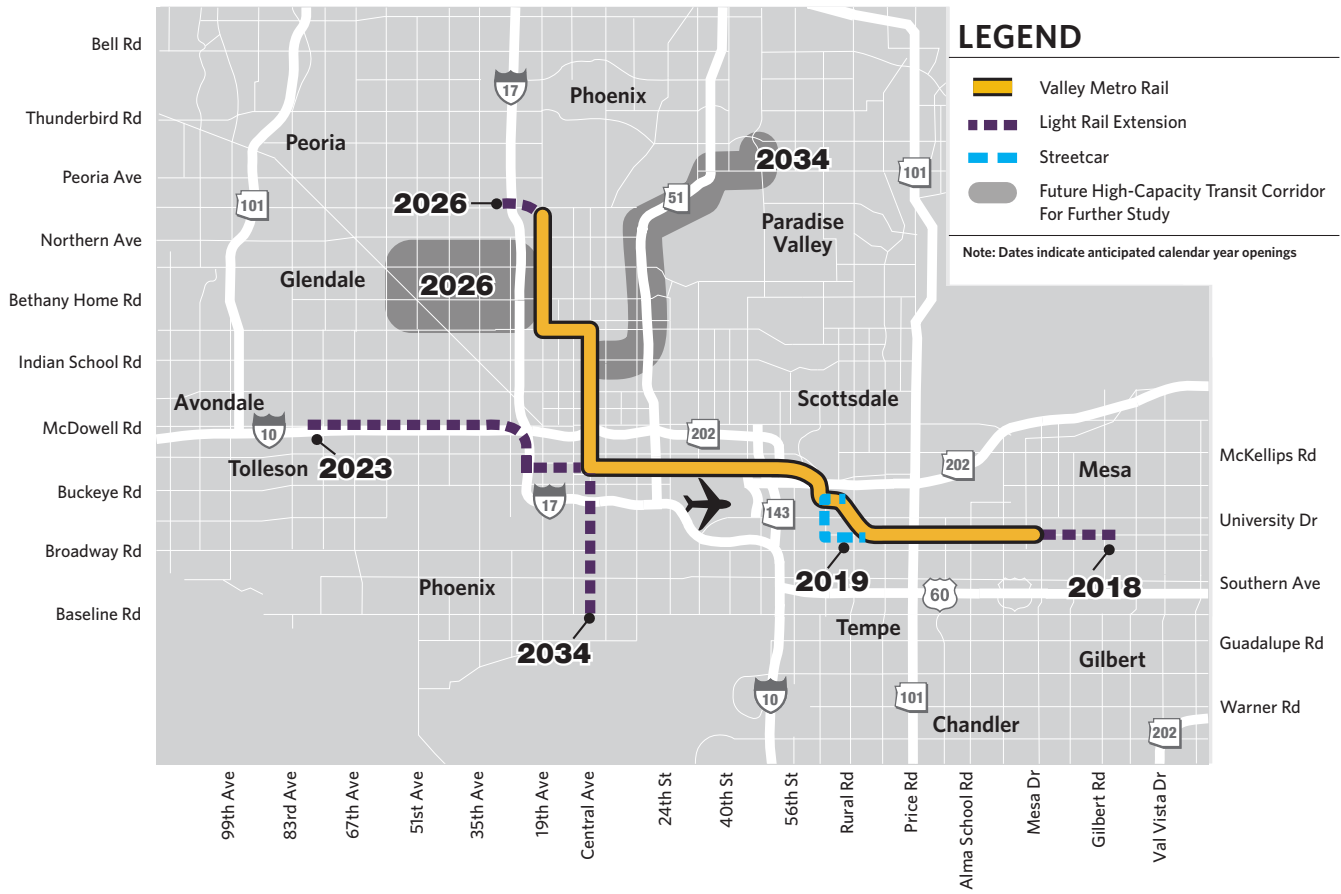 LEGEND
Valley Metro Rail
Light Rail Extension
Streetcar
Future High-Capacity Transit Corridor
For Further Study
Note: Dates indicate anticipated calendar year openings
Bell Rd
Thunderbird Rd
Peoria Ave
Northern Ave
Bethany Home Rd
Indian School Rd
McDowell Rd
Buckeye Rd
Broadway Rd
Baseline Rd
17
Phoenix
Peoria
2034
101
51
101
2026
Paradise
Valley
Glendale
2026
Avondale
Scottsdale
10
202
Tolleson
2023
202
Mesa
17
143
2019
2018
Phoenix
60
Tempe
2034
Gilbert
10
101
Chandler
202
McKellips Rd
University Dr
Southern Ave
Guadalupe Rd
Warner Rd
99th Ave
83rd Ave
67th Ave
51st Ave
35th Ave
19th Ave
Central Ave
24th St
40th St
56th St
Rural Rd
Price Rd
Alma School Rd
Mesa Dr
Gilbert Rd
Val Vista Dr